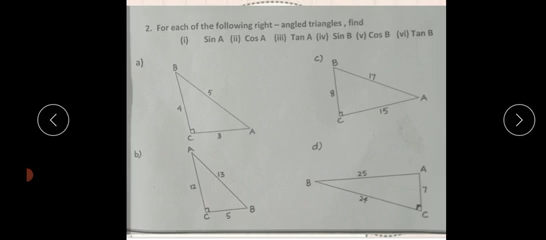 2. For each of the following right – angled triangles, find
(i) Sin A (ii) Cos A (iii) Tan A (iv) Sin B (v) Cos B (vi) Tan B
a)
B
5
4
C
3
A
c)
B
17
8
A
C
15
b)
A
13
12
C
5
B
d)
A
25
B
7
24
C